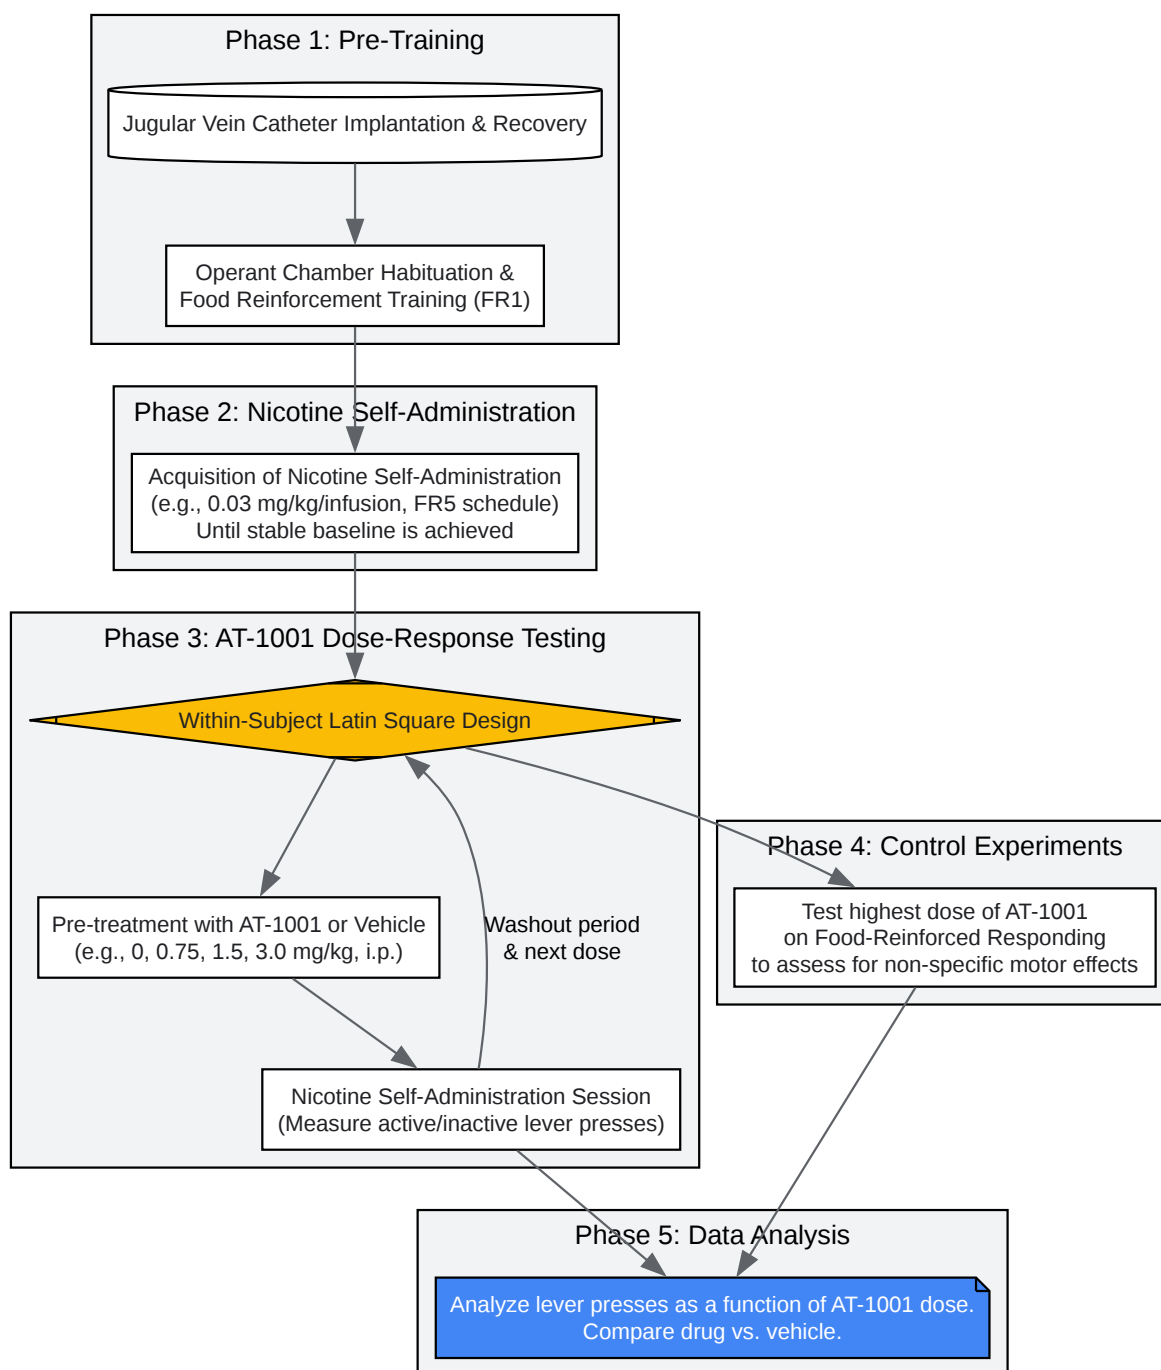 Phase 1: Pre-Training
Jugular Vein Catheter Implantation & Recovery
Operant Chamber Habituation &
Food Reinforcement Training (FR1)
Phase 2: Nicotine Self-Administration
Acquisition of Nicotine Self-Administration
(e.g., 0.03 mg/kg/infusion, FR5 schedule)
Until stable baseline is achieved
Phase 3: AT-1001 Dose-Response Testing
Within-Subject Latin Square Design
Pre-treatment with AT-1001 or Vehicle
(e.g., 0, 0.75, 1.5, 3.0 mg/kg, i.p.)
Washout period
& next dose
Nicotine Self-Administration Session
(Measure active/inactive lever presses)
Phase 4: Control Experiments
Test highest dose of AT-1001
on Food-Reinforced Responding
to assess for non-specific motor effects
Phase 5: Data Analysis
Analyze lever presses as a function of AT-1001 dose.
Compare drug vs. vehicle.